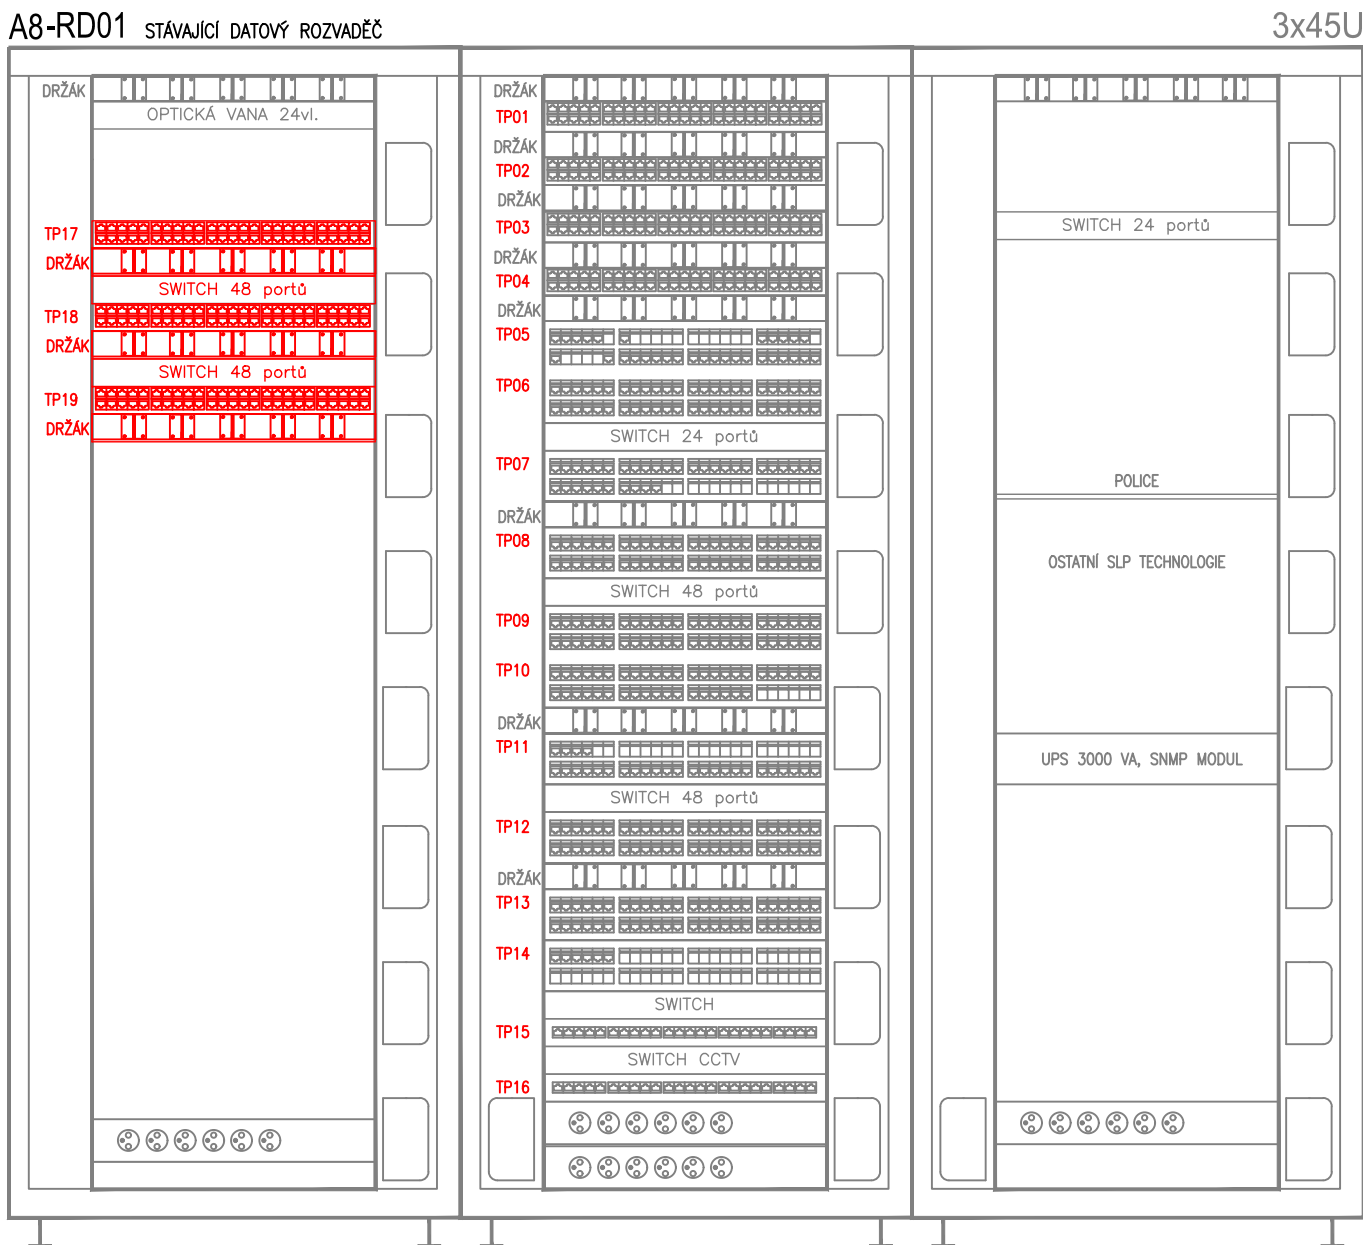 A8-RD01 STÁVAJÍCÍ DATOVÝ ROZVADĚČ
3x45U
DRŽÁK
OPTICKÁ VANA 24vl.
TP17
DRŽÁK
SWITCH 48 portů
TP18
DRŽÁK
SWITCH 48 portů
TP19
DRŽÁK
DRŽÁK
TP01
DRŽÁK
TP02
DRŽÁK
TP03
DRŽÁK
TP04
DRŽÁK
TP05
TP06
SWITCH 24 portů
TP07
DRŽÁK
TP08
SWITCH 48 portů
TP09
TP10
DRŽÁK
TP11
SWITCH 48 portů
TP12
DRŽÁK
TP13
TP14
SWITCH
TP15
SWITCH CCTV
TP16
SWITCH 24 portů
POLICE
OSTATNÍ SLP TECHNOLOGIE
UPS 3000 VA, SNMP MODUL